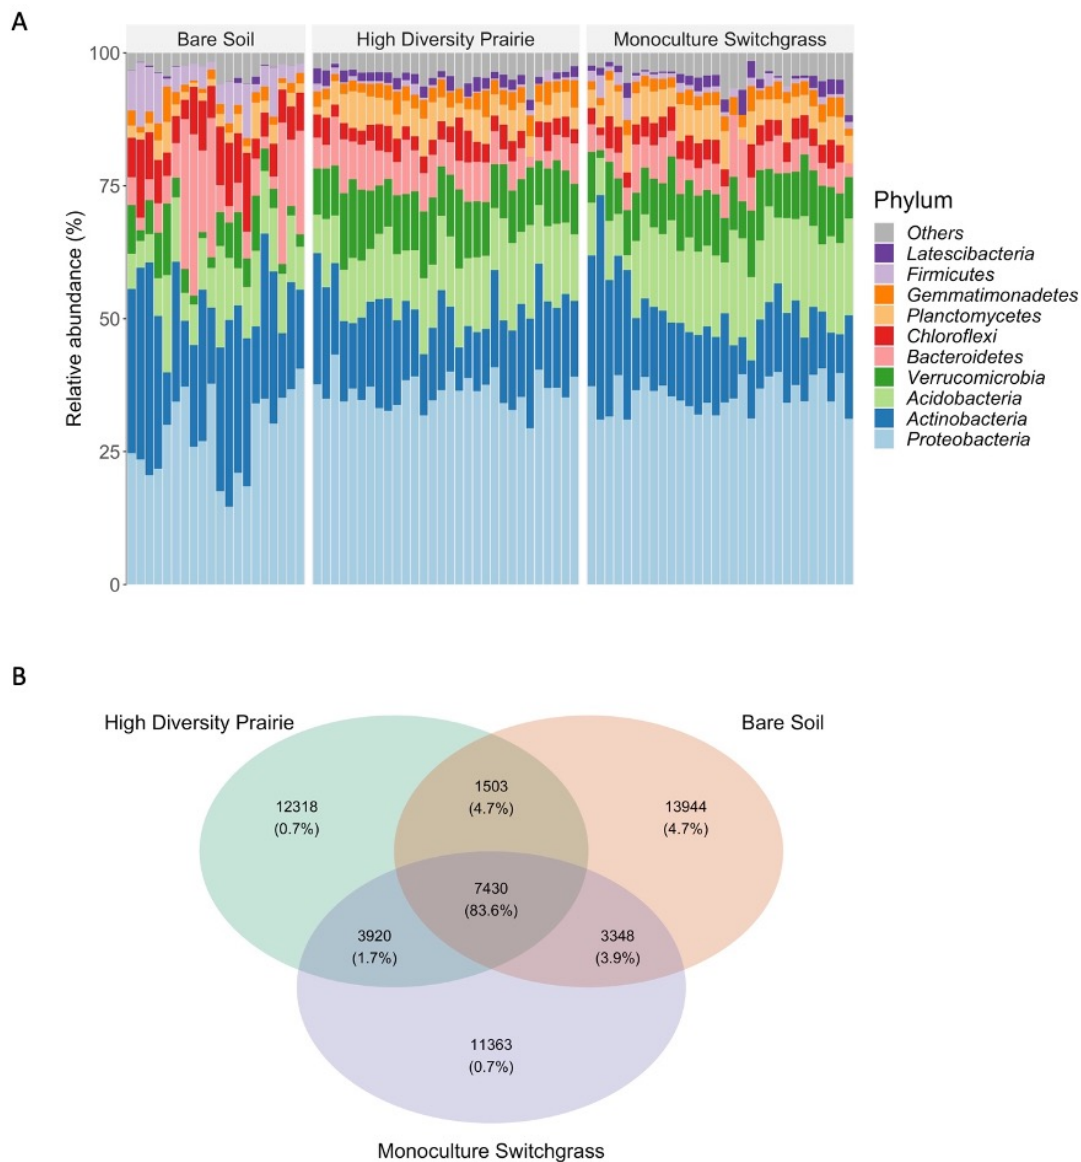 A
Bare Soil
High Diversity Prairie
Monoculture Switchgrass
100
75
50
25
0
Relative abundance (%)
Phylum
Others
Latescibacteria
Firmicutes
Gemmatimonadetes
Planctomycetes
Chloroflexi
Bacteroidetes
Verrucomicrobia
Acidobacteria
Actinobacteria
Proteobacteria
B
High Diversity Prairie
Bare Soil
12318
(0.7%)
1503
(4.7%)
13944
(4.7%)
7430
(83.6%)
3920
(1.7%)
3348
(3.9%)
11363
(0.7%)
Monoculture Switchgrass